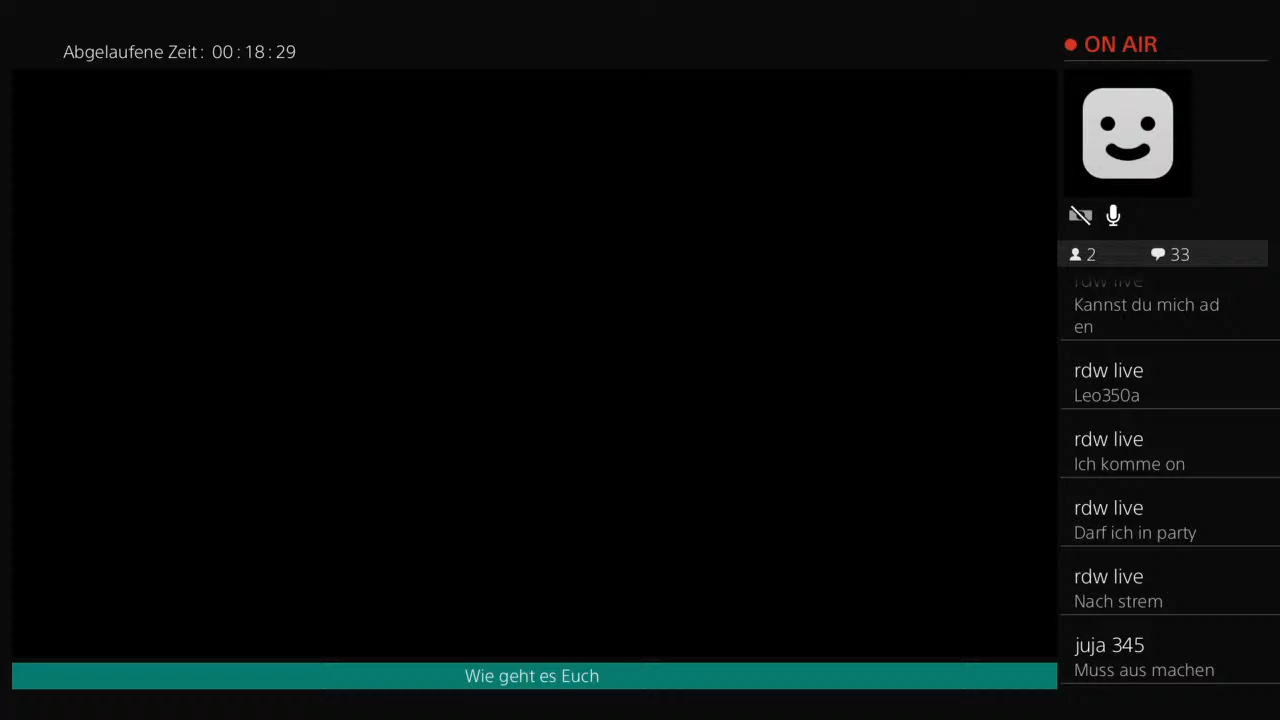 Abgelaufene Zeit: 00:18:29
ON AIR
2
33
rdw live
Kannst du mich ad
en
rdw live
Leo350a
rdw live
Ich komme on
rdw live
Darf ich in party
rdw live
Nach strem
juja 345
Muss aus machen
Wie geht es Euch